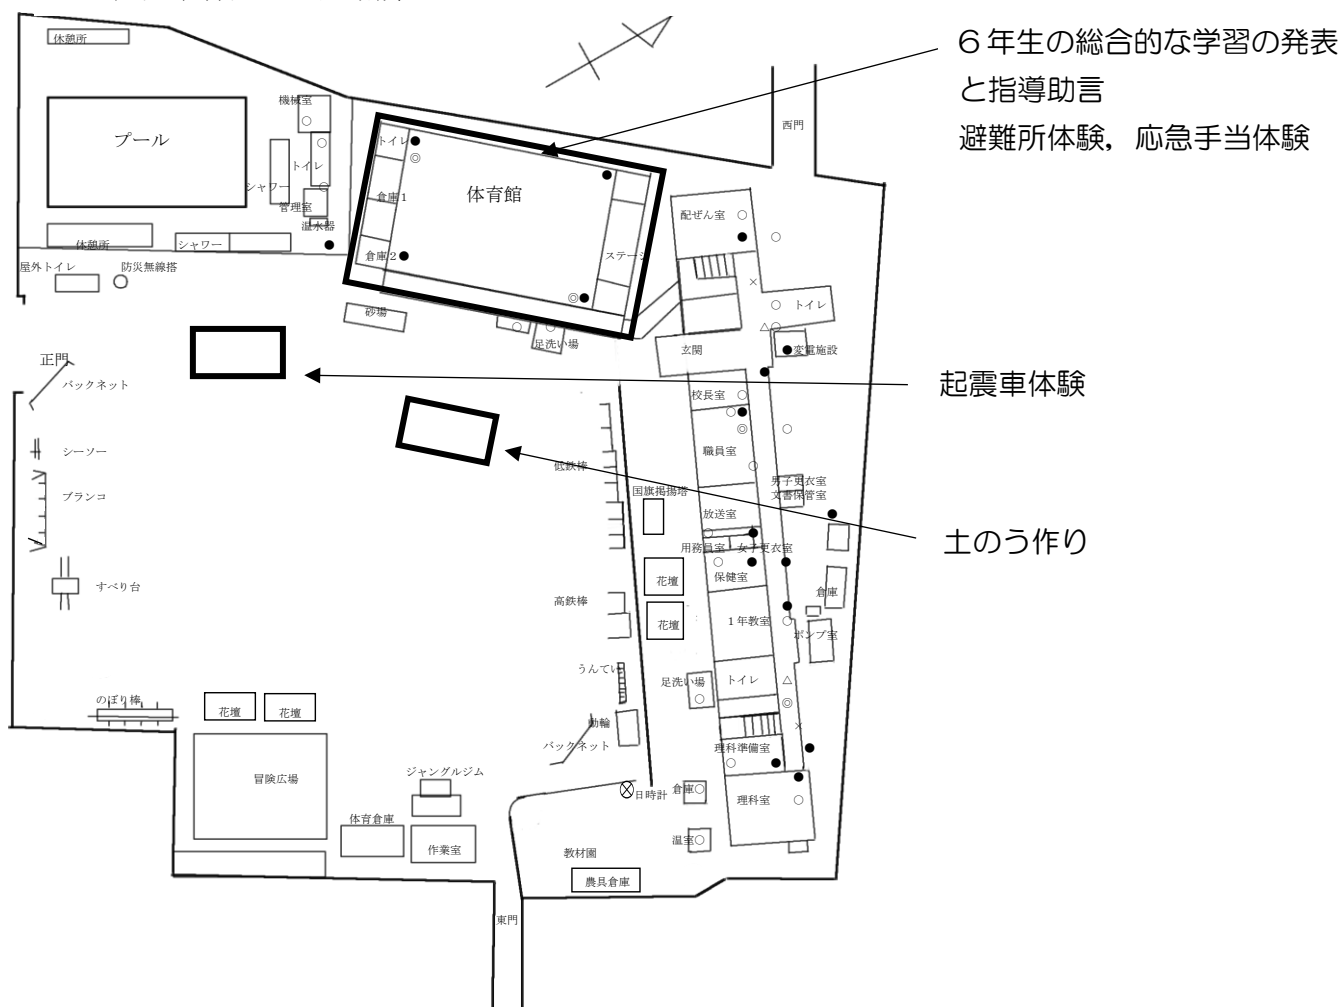 ６年生の総合的な学習の発表
と指導助言
避難所体験，応急手当体験
休憩所
機械室
西門
プール
トイレ
トイレ
シャワー
体育館
倉庫１
管理室
配ぜん室
温水器
休憩所
シャワー
倉庫２
ステージ
屋外トイレ
防災無線搭
トイレ
砂場
足洗い場
玄関
変電施設
正門
バックネット
起震車体験
校長室
シーソー
職員室
低鉄棒
男子更衣室
文書保管室
ブランコ
国旗掲揚塔
放送室
土のう作り
用務員室
女子更衣室
保健室
花壇
すべり台
倉庫
高鉄棒
花壇
１年教室
ポンプ室
うんてい
足洗い場
トイレ
のぼり棒
花壇
花壇
動輪
バックネット
理科準備室
冒険広場
ジャングルジム
日時計
倉庫
理科室
体育倉庫
作業室
温室
教材園
農具倉庫
東門